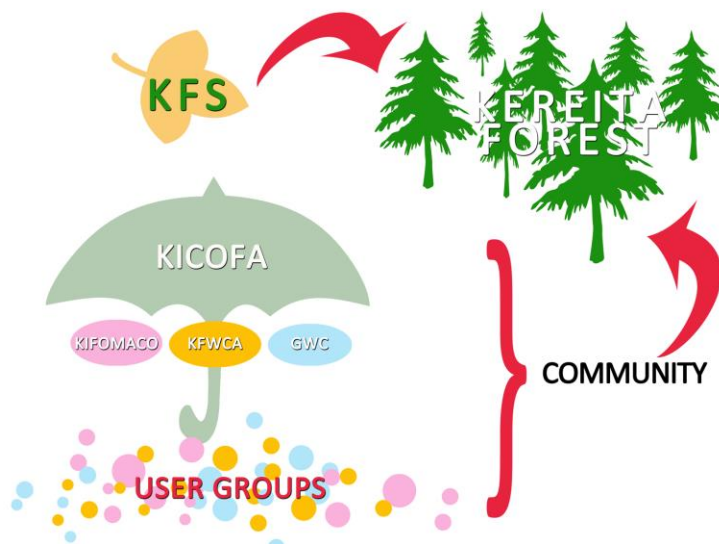 KFS
KEREITA
FOREST
KICOFA
KIFOMACO
KFWCA
GWC
COMMUNITY
USER GROUPS